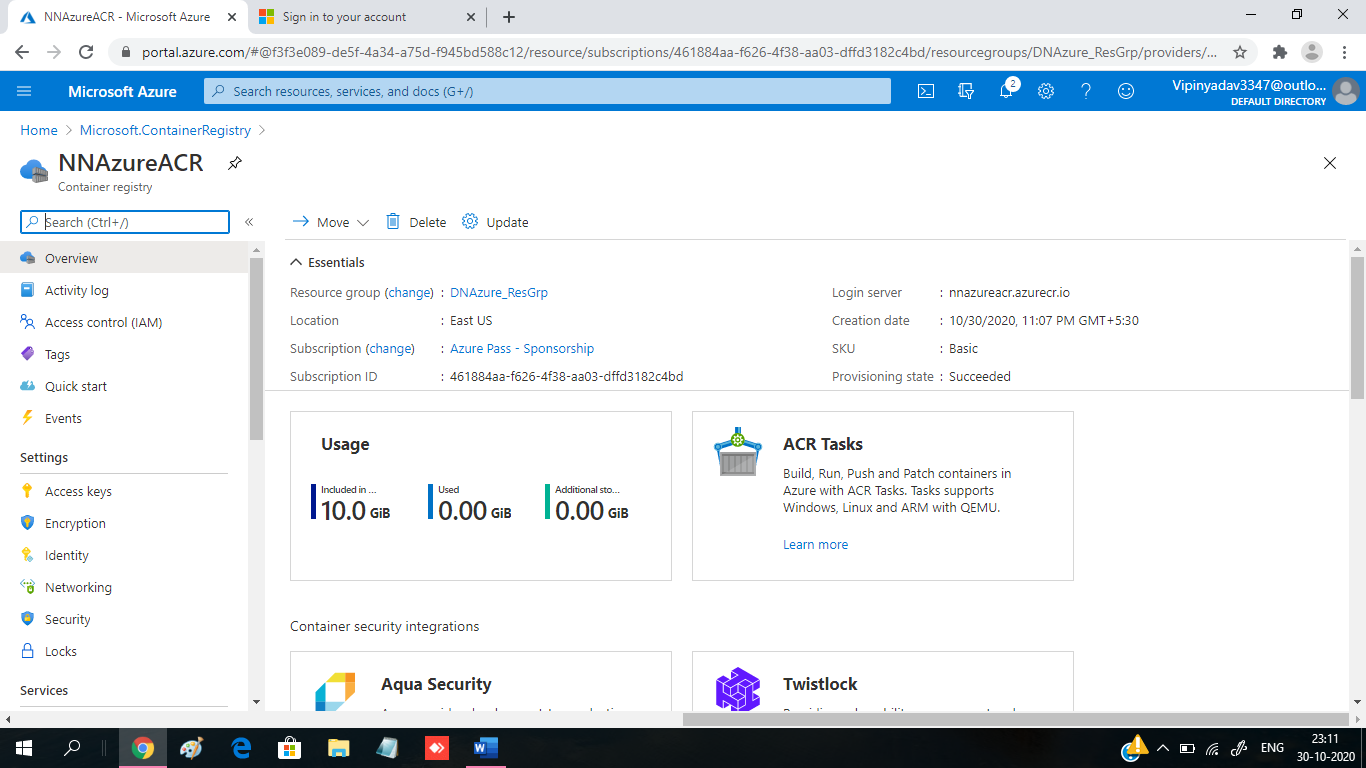 NNAzureACR - Microsoft Azure
Sign in to your account
portal.azure.com/#@f3f3e089-de5f-4a34-a75d-f945bd588c12/resource/subscriptions/461884aa-f626-4f38-aa03-dffd3182c4bd/resourcegroups/DNAzure_ResGrp/providers/...
Microsoft Azure
Search resources, services, and docs (G+/)
2
Vipinyadav3347@outlo...
DEFAULT DIRECTORY
Home > Microsoft.ContainerRegistry >
NNAzureACR
Container registry
Search (Ctrl+/)
«
Move
Delete
Update
Overview
Activity log
Access control (IAM)
Tags
Quick start
Events
Settings
Access keys
Encryption
Identity
Networking
Security
Locks
Services
Essentials
Resource group (change) : DNAzure_ResGrp
Location : East US
Subscription (change) : Azure Pass - Sponsorship
Subscription ID : 461884aa-f626-4f38-aa03-dffd3182c4bd
Login server : nnazureacr.azurecr.io
Creation date : 10/30/2020, 11:07 PM GMT+5:30
SKU : Basic
Provisioning state : Succeeded
Usage
Included in ...
10.0 GiB
Used
0.00 GiB
Additional sto...
0.00 GiB
ACR Tasks
Build, Run, Push and Patch containers in
Azure with ACR Tasks. Tasks supports
Windows, Linux and ARM with QEMU.
Learn more
Container security integrations
Aqua Security
Twistlock
ENG
23:11
30-10-2020